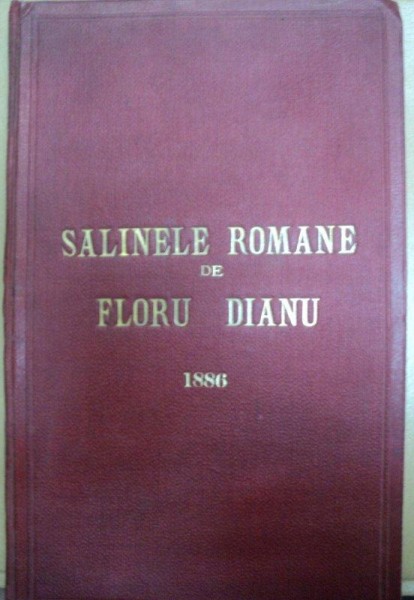 SALINELE ROMANE
DE
FLORU DIANU
1886